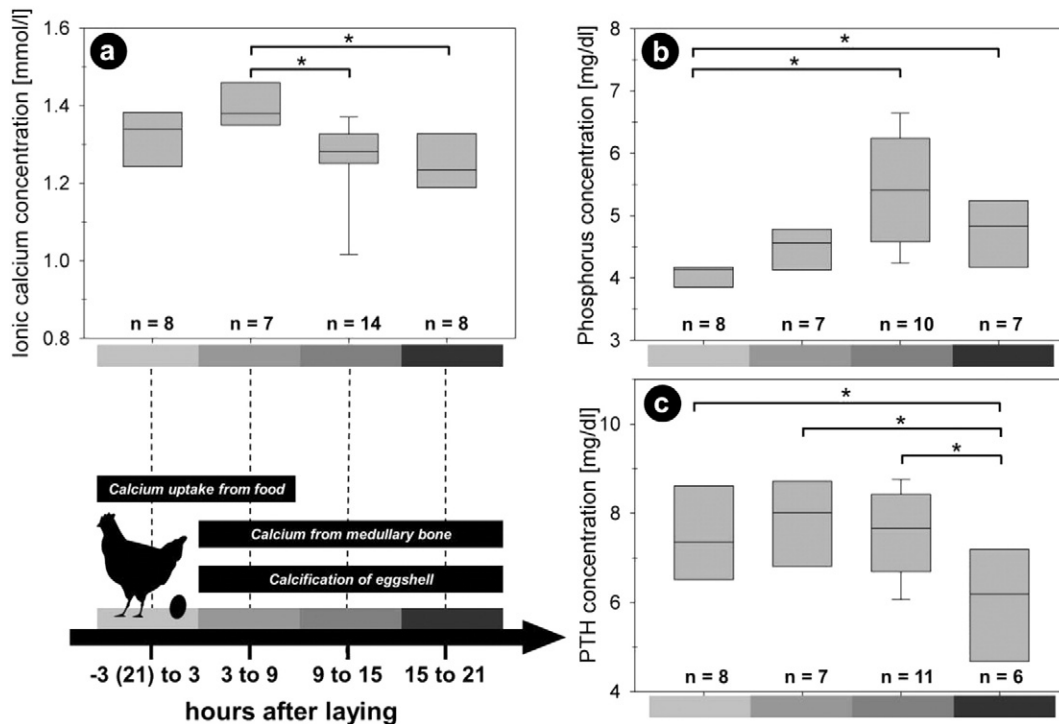 a
Ionic calcium concentration [mmol/l]
1.6
1.4
1.2
1.0
0.8
*
*
n = 8 n = 7 n = 14 n = 8
b
Phosphorus concentration [mg/dl]
8
7
6
5
4
3
*
*
n = 8 n = 7 n = 10 n = 7
c
PTH concentration [mg/dl]
10
8
6
4
*
*
*
n = 8 n = 7 n = 11 n = 6
Calcium uptake from food
Calcium from medullary bone
Calcification of eggshell
-3 (21) to 3 3 to 9 9 to 15 15 to 21
hours after laying